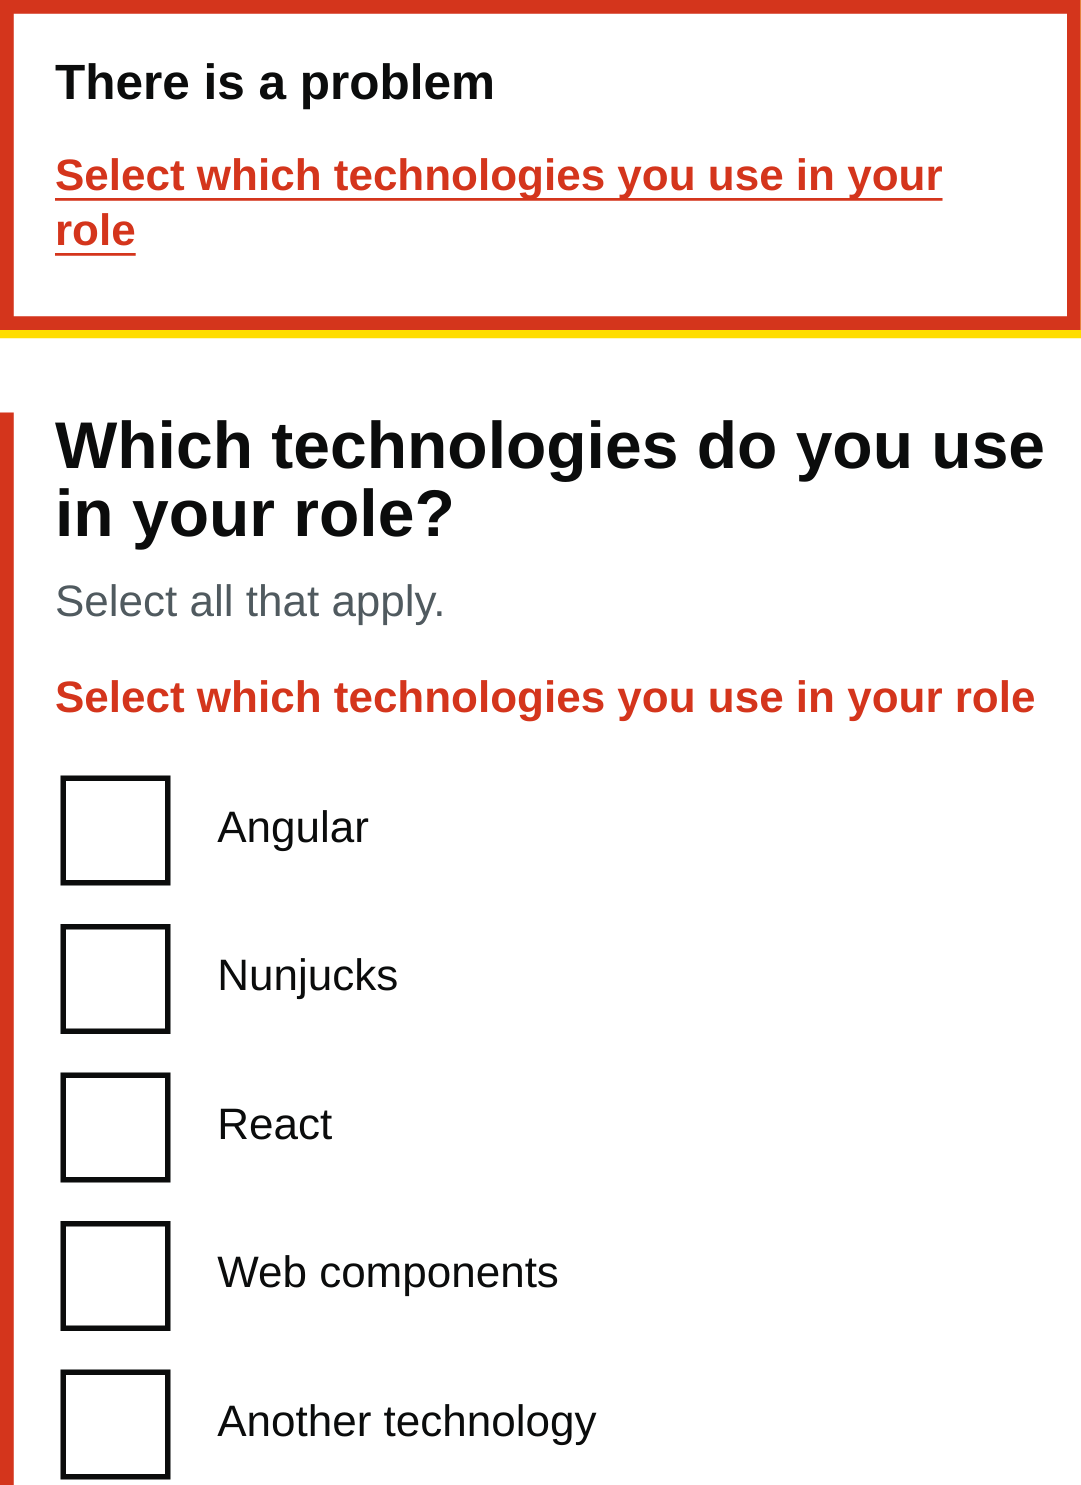 There is a problem
Select which technologies you use in your
role
Which technologies do you use
in your role?
Select all that apply.
Select which technologies you use in your role
Angular
Nunjucks
React
Web components
Another technology